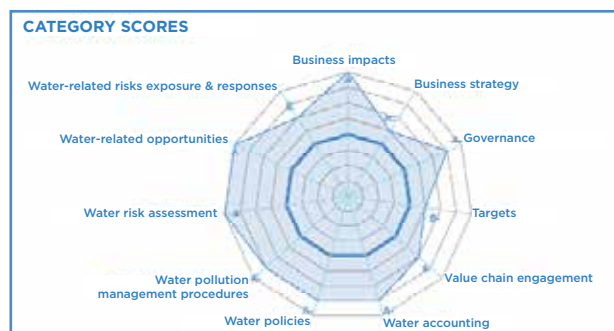 CATEGORY SCORES
Business impacts
Water-related risks exposure & responses
Business strategy
Water-related opportunities
Governance
Water risk assessment
Targets
Water pollution
management procedures
Value chain engagement
Water policies
Water accounting